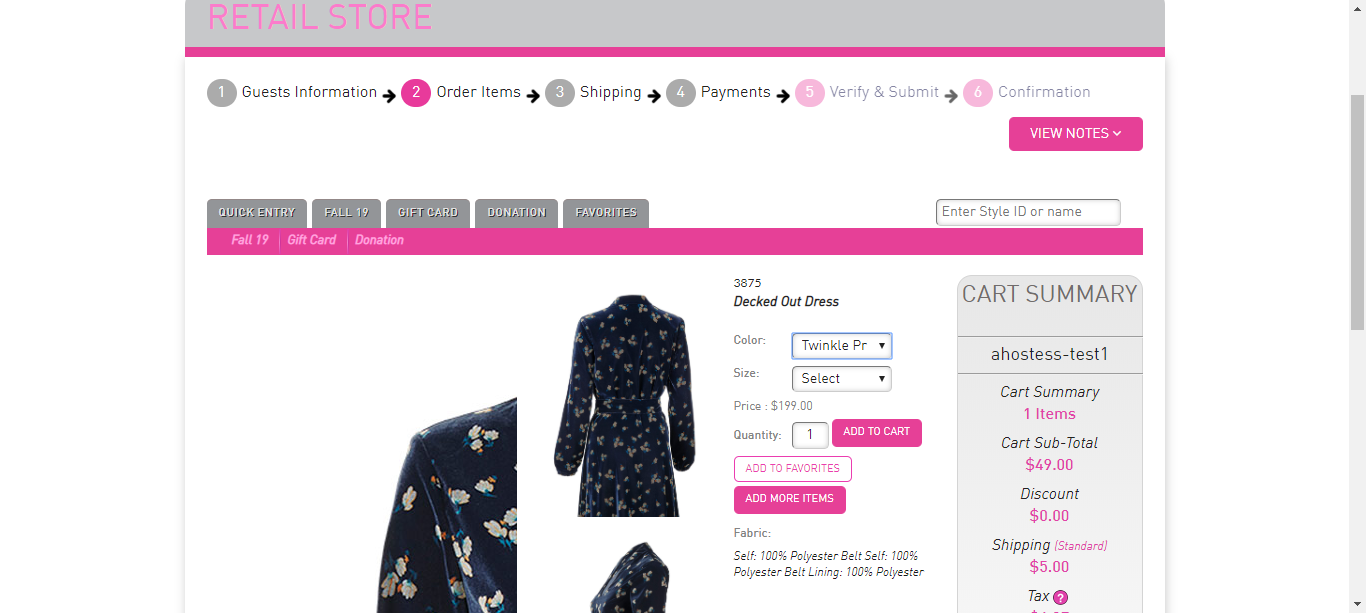 RETAIL STORE
1 Guests Information 2 Order Items 3 Shipping 4 Payments 5 Verify & Submit 6 Confirmation
VIEW NOTES
QUICK ENTRY FALL 19 GIFT CARD DONATION FAVORITES
Enter Style ID or name
Fall 19 Gift Card Donation
3875
Decked Out Dress
Color: Twinkle Pr
Size: Select
Price : $199.00
Quantity: 1 ADD TO CART
ADD TO FAVORITES
ADD MORE ITEMS
Fabric:
Self: 100% Polyester Belt Self: 100%
Polyester Belt Lining: 100% Polyester
CART SUMMARY
ahostess-test1
Cart Summary
1 Items
Cart Sub-Total
$49.00
Discount
$0.00
Shipping (Standard)
$5.00
Tax ?